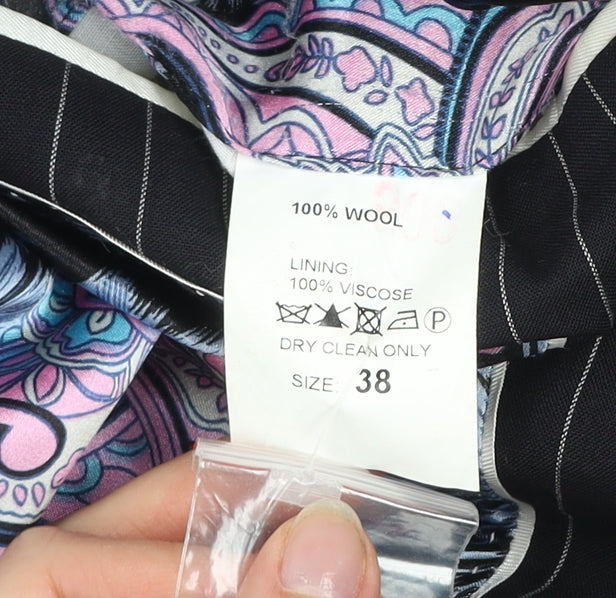 100% WOOL
LINING:
100% VISCOSE
P
DRY CLEAN ONLY
SIZE: 38